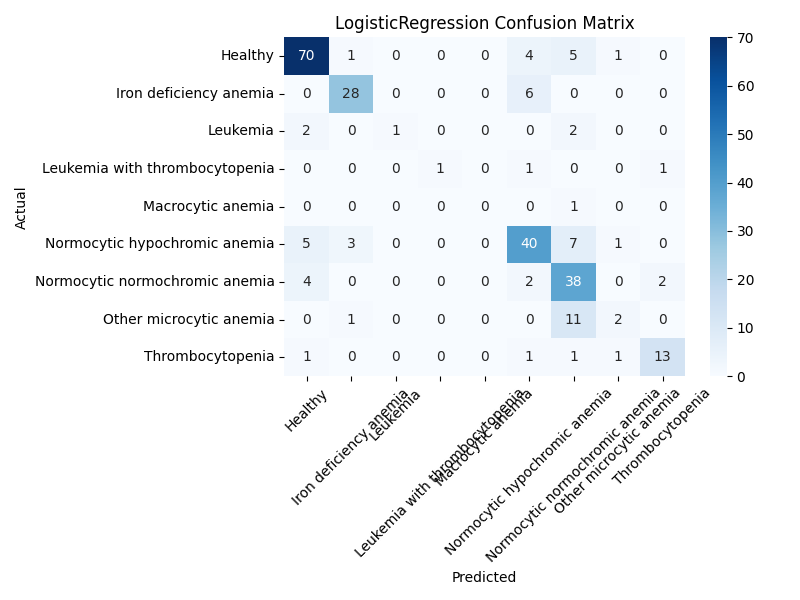 LogisticRegression Confusion Matrix
Healthy 70 1 0 0 0 4 5 1 0
Iron deficiency anemia 0 28 0 0 0 6 0 0 0
Leukemia 2 0 1 0 0 0 2 0 0
Leukemia with thrombocytopenia 0 0 0 1 0 1 0 0 1
Macrocytic anemia 0 0 0 0 0 0 1 0 0
Normocytic hypochromic anemia 5 3 0 0 0 40 7 1 0
Normocytic normochromic anemia 4 0 0 0 0 2 38 0 2
Other microcytic anemia 0 1 0 0 0 0 11 2 0
Thrombocytopenia 1 0 0 0 0 1 1 1 13
Actual
Healthy
Iron deficiency anemia
Leukemia
Leukemia with thrombocytopenia
Macrocytic anemia
Normocytic hypochromic anemia
Normocytic normochromic anemia
Other microcytic anemia
Thrombocytopenia
Predicted
70
60
50
40
30
20
10
0